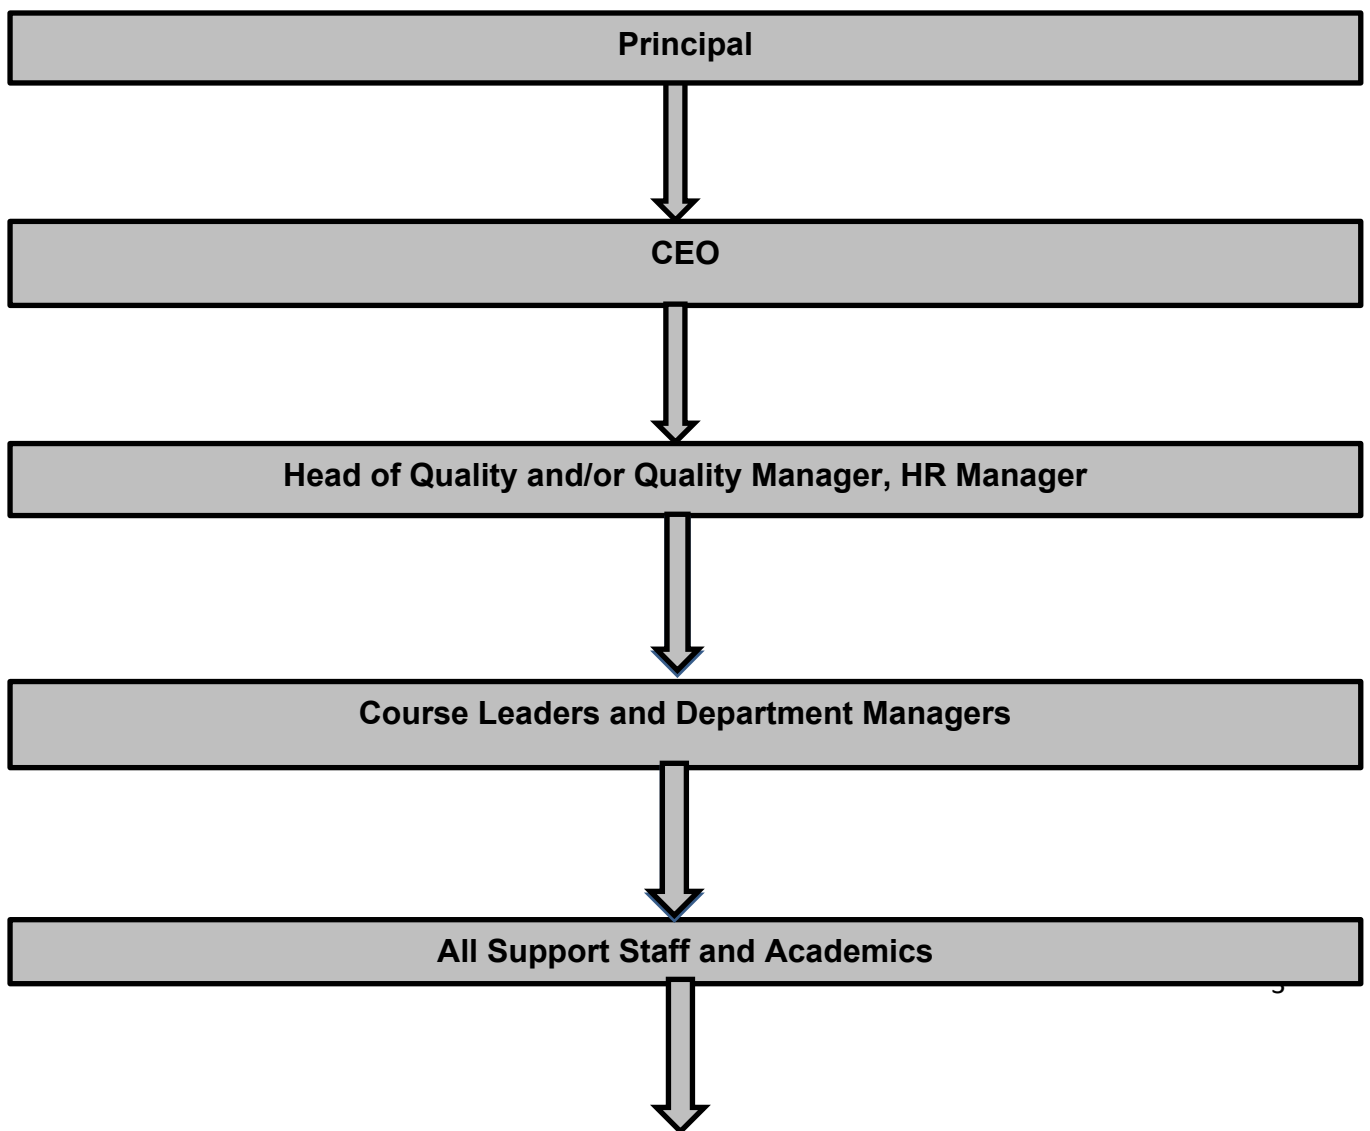 Principal
CEO
Head of Quality and/or Quality Manager, HR Manager
Course Leaders and Department Managers
All Support Staff and Academics